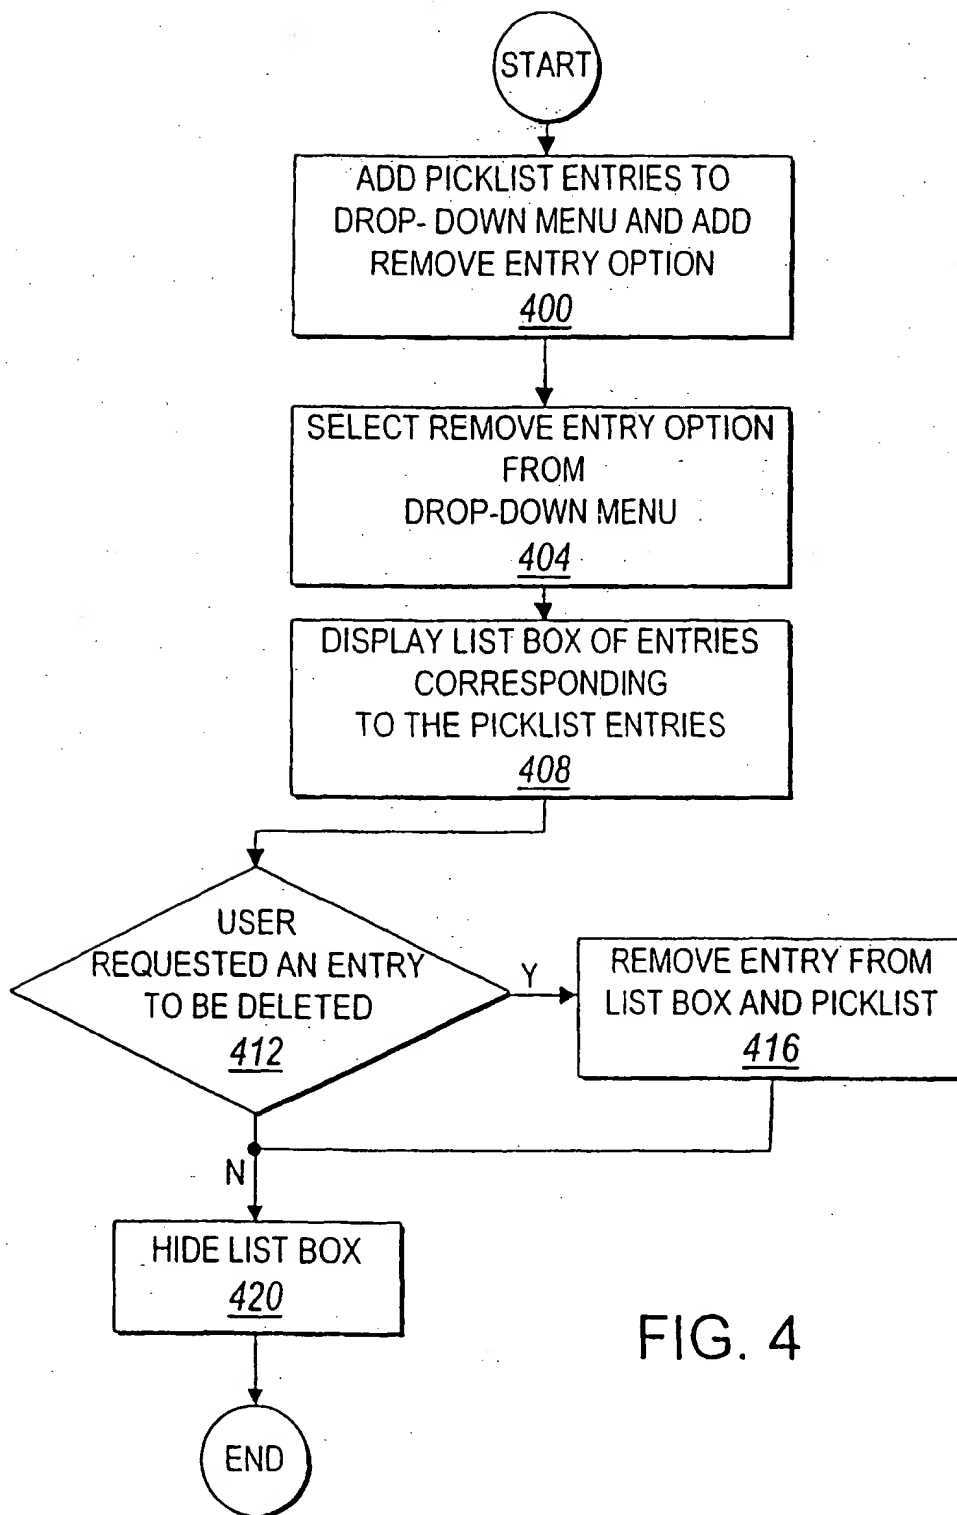 START
ADD PICKLIST ENTRIES TO
DROP- DOWN MENU AND ADD
REMOVE ENTRY OPTION
400
SELECT REMOVE ENTRY OPTION
FROM
DROP-DOWN MENU
404
DISPLAY LIST BOX OF ENTRIES
CORRESPONDING
TO THE PICKLIST ENTRIES
408
USER
REQUESTED AN ENTRY
TO BE DELETED
412
Y
REMOVE ENTRY FROM
LIST BOX AND PICKLIST
416
N
HIDE LIST BOX
420
END
FIG. 4